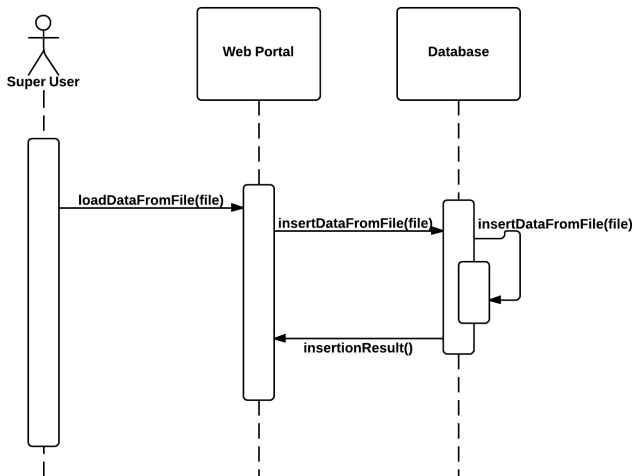 Super User
Web Portal
Database
loadDataFromFile(file)
insertDataFromFile(file)
insertDataFromFile(file)
insertionResult()